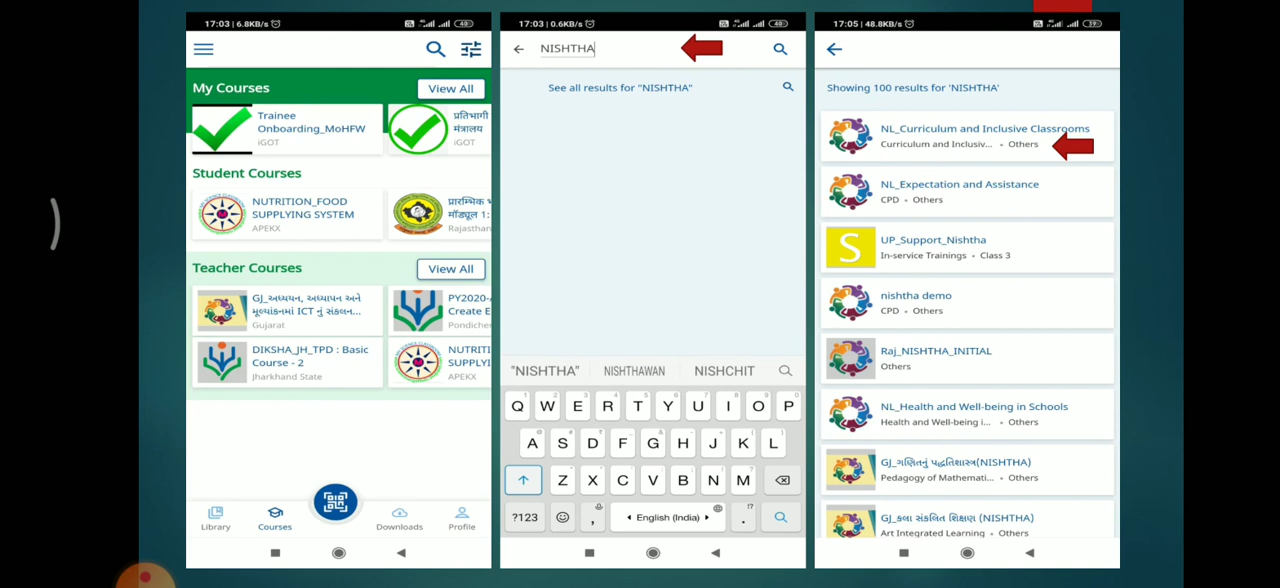 17:03 | 6.8KB/s
40
My Courses
View All
Trainee
Onboarding_MoHFW
iGOT
प्रतिभागी
मंत्रालय
iGOT
Student Courses
NUTRITION_FOOD
SUPPLYING SYSTEM
APEKX
प्रारम्भिक
मॉड्यूल 1:
Rajasthan
Teacher Courses
View All
GJ_અધ્યયન, અધ્યાપન અને
મૂલ્યાંકનમાં ICT નું સંકલન...
Gujarat
PY2020-
Create E
Pondiche
DIKSHA_JH_TPD : Basic
Course - 2
Jharkhand State
NUTRITI
SUPPLYI
APEKX
Library
Courses
Downloads
Profile
17:03 | 0.6KB/s
40
NISHTHA
See all results for "NISHTHA"
"NISHTHA" NISHTHAWAN NISHCHIT
Q W E R T Y U I O P
A S D F G H J K L
Z X C V B N M
?123 , English (India) .
17:05 | 48.8KB/s
39
Showing 100 results for 'NISHTHA'
NL_Curriculum and Inclusive Classrooms
Curriculum and Inclusiv... • Others
NL_Expectation and Assistance
CPD • Others
S
UP_Support_Nishtha
In-service Trainings • Class 3
nishtha demo
CPD • Others
Raj_NISHTHA_INITIAL
Others
NL_Health and Well-being in Schools
Health and Well-being i... • Others
GJ_ગણિતનું પદ્ધતિશાસ્ત્ર(NISHTHA)
Pedagogy of Mathemati... • Others
GJ_કલા સંકલિત શિક્ષણ (NISHTHA)
Art Integrated Learning • Others